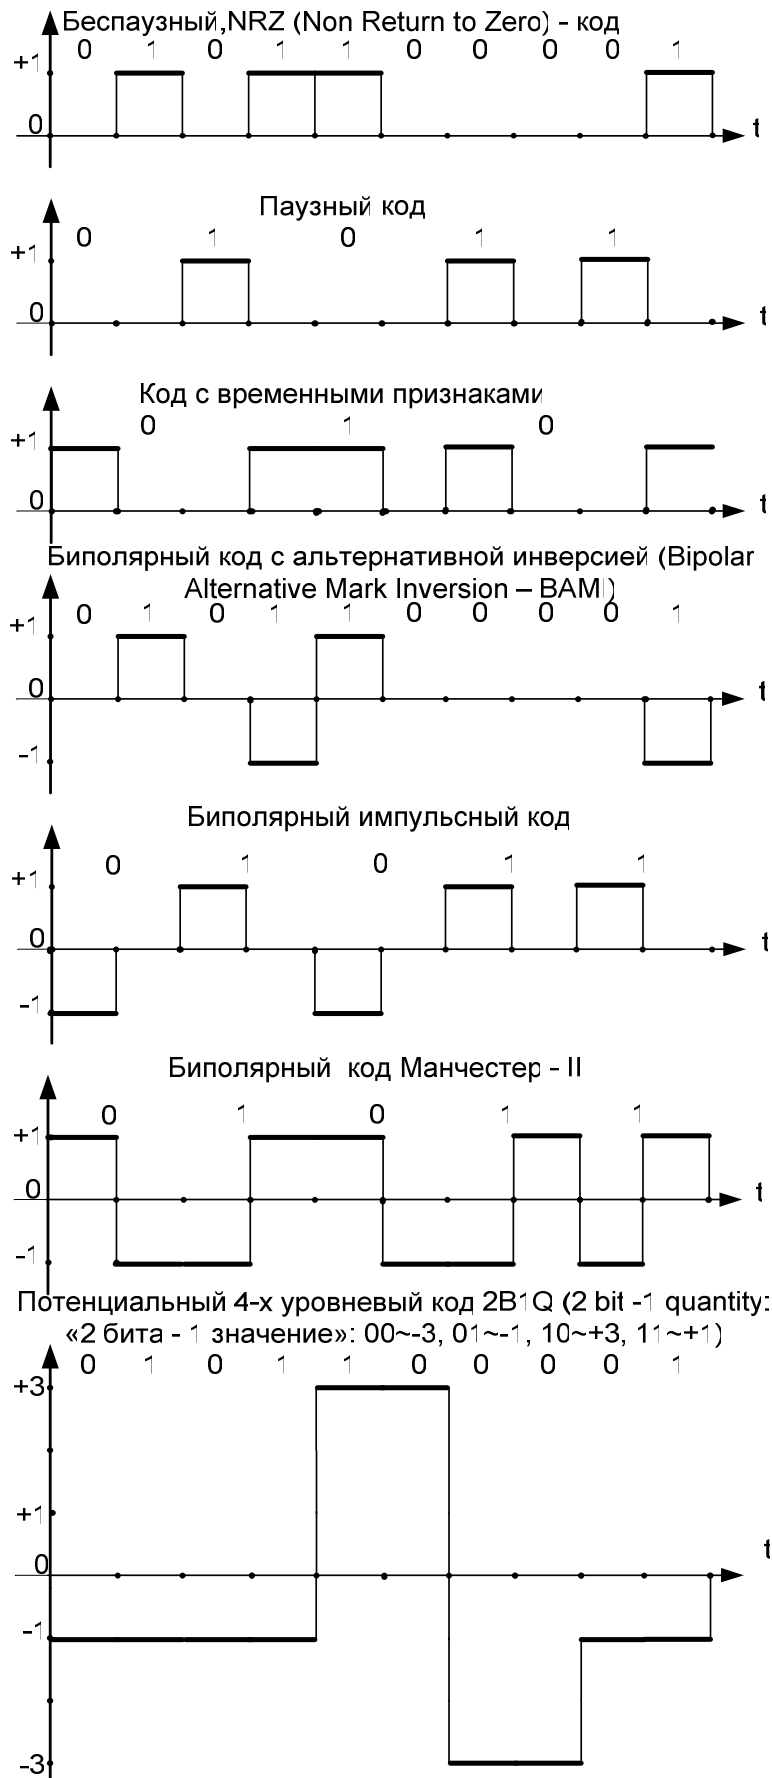 Беспаузный,NRZ (Non Return to Zero) - код
0 1 0 1 1 0 0 0 0 1
+1
0
t
Паузный код
0 1 0 1 1
+1
0
t
Код с временными признаками
0 1 0
+1
0
t
Биполярный код с альтернативной инверсией (Bipolar
Alternative Mark Inversion – BAMI)
0 1 0 1 1 0 0 0 0 1
+1
0
t
-1
Биполярный импульсный код
0 1 0 1 1
+1
0
t
-1
Биполярный код Манчестер - II
0 1 0 1 1
+1
0
t
-1
Потенциальный 4-х уровневый код 2B1Q (2 bit -1 quantity:
«2 бита - 1 значение»: 00~-3, 01~-1, 10~+3, 11~+1)
0 1 0 1 1 0 0 0 0 1
+3
+1
0
t
-1
-3